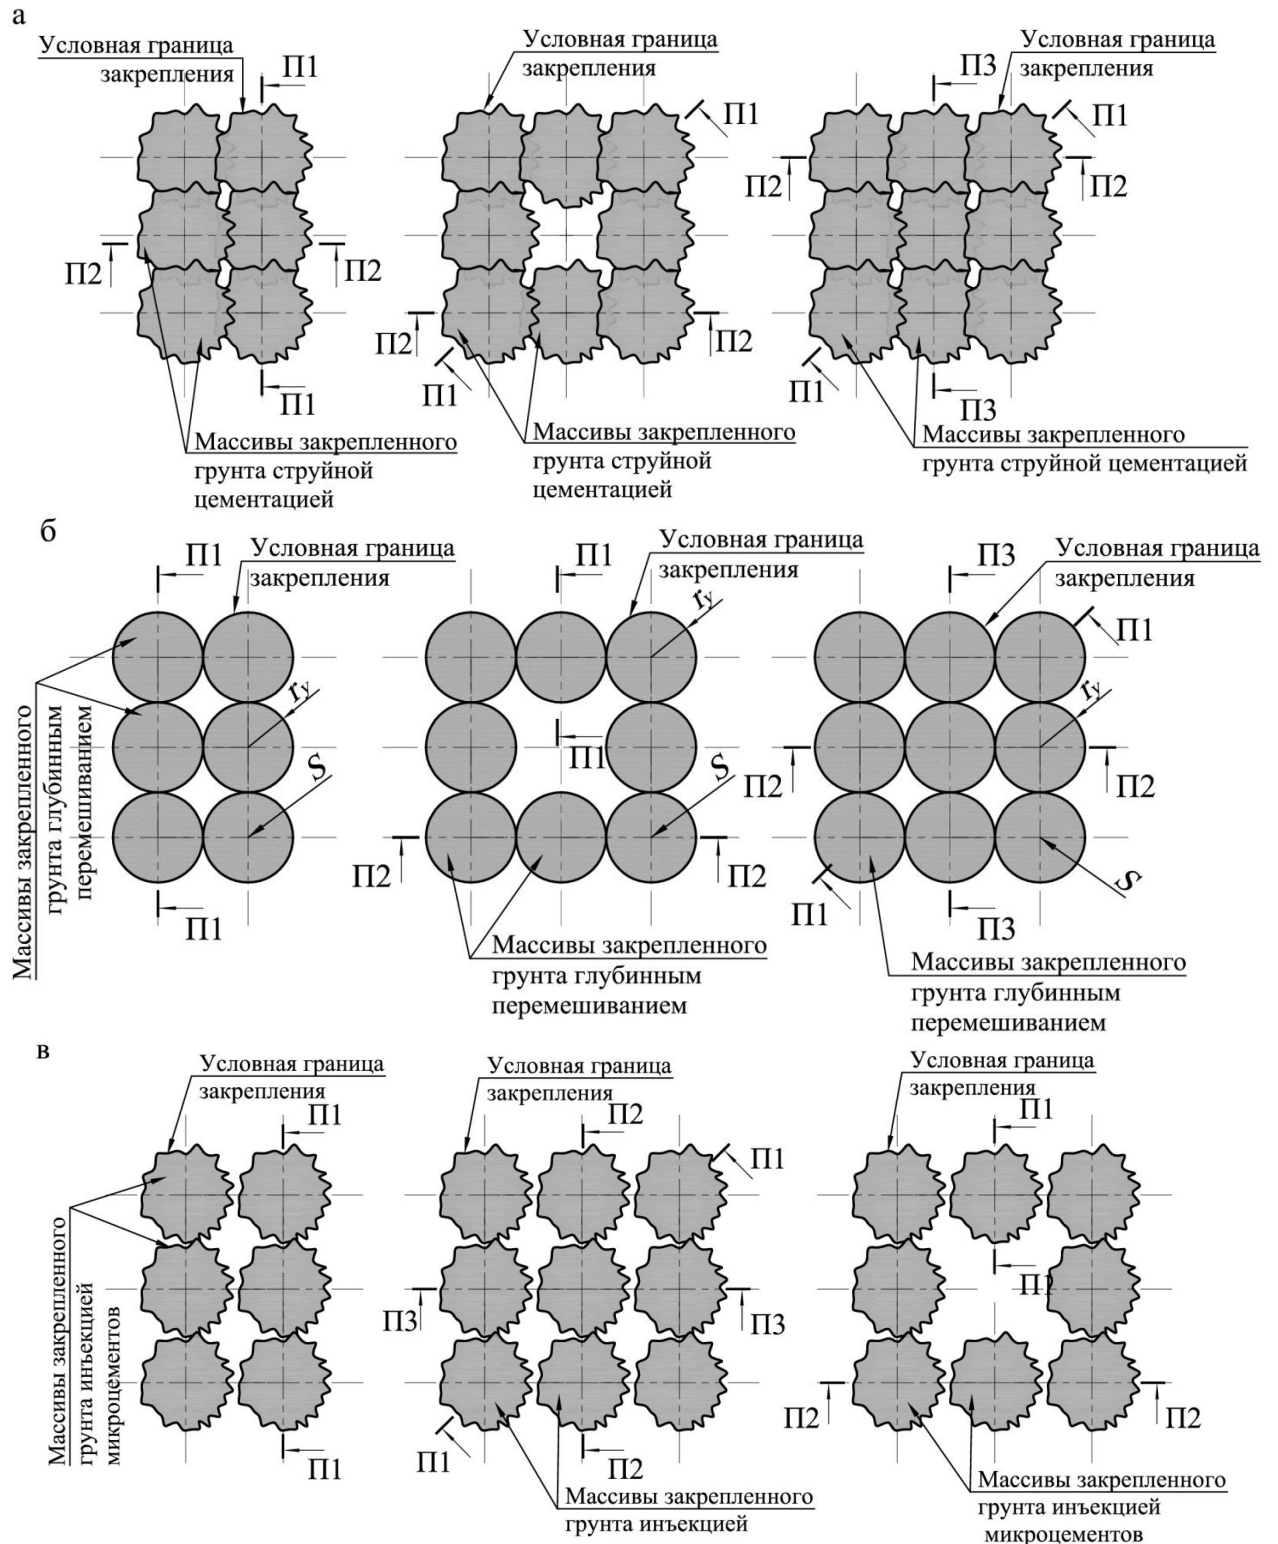 а
Условная граница
закрепления
П1
П2
П2
П1
Массивы закрепленного
грунта струйной
цементацией
Условная граница
закрепления
П1
П2
П2
П1
Массивы закрепленного
грунта струйной
цементацией
П3
Условная граница
закрепления
П1
П2
П2
П1
П3
Массивы закрепленного
грунта струйной цементацией
б
П1
Условная граница
закрепления
rу
S
П1
Массивы закрепленного
грунта глубинным
перемешиванием
П1
Условная граница
закрепления
rу
П1
S
П2
П2
Массивы закрепленного
грунта глубинным
перемешиванием
П3
Условная граница
закрепления
П1
rу
П2
П2
S
П1
П3
Массивы закрепленного
грунта глубинным
перемешиванием
в
Условная граница
закрепления
П1
П1
Массивы закрепленного
грунта инъекцией
микроцементов
Условная граница
закрепления
П2
П1
П3
П3
П1
П2
Массивы закрепленного
грунта инъекцией
Условная граница
закрепления
П1
П1
П2
П2
Массивы закрепленного
грунта инъекцией
микроцементов